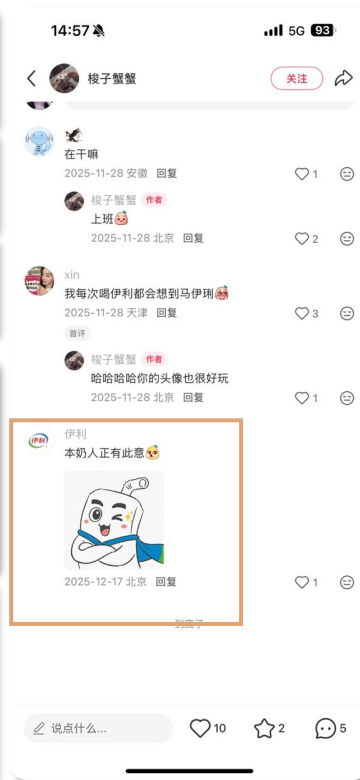 14:57
5G 93
梭子蟹蟹
关注
在干嘛
2025-11-28 安徽 回复
1
梭子蟹蟹 作者
上班
2025-11-28 北京 回复
2
xin
我每次喝伊利都会想到马伊琍
2025-11-28 天津 回复
3
首评
梭子蟹蟹 作者
哈哈哈哈你的头像也很好玩
2025-11-28 北京 回复
1
伊利
伊利
本奶人正有此意
2025-12-17 北京 回复
1
到底了
说点什么...
10
2
5